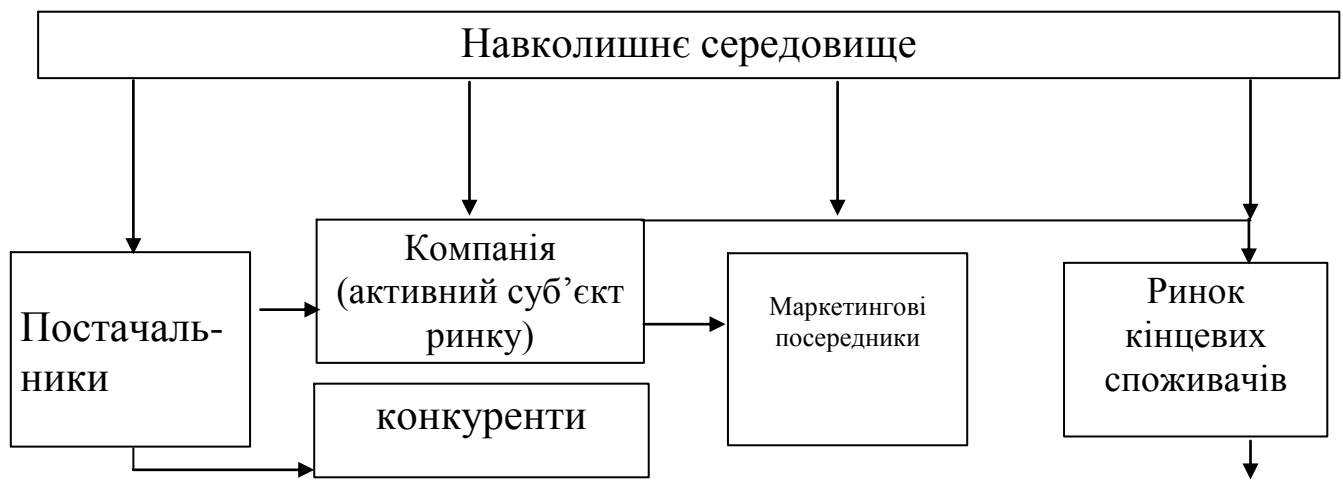 Навколишнє середовище
Компанія
(активний суб’єкт
ринку)
Постачаль-
ники
Маркетингові
посередники
Ринок
кінцевих
споживачів
конкуренти